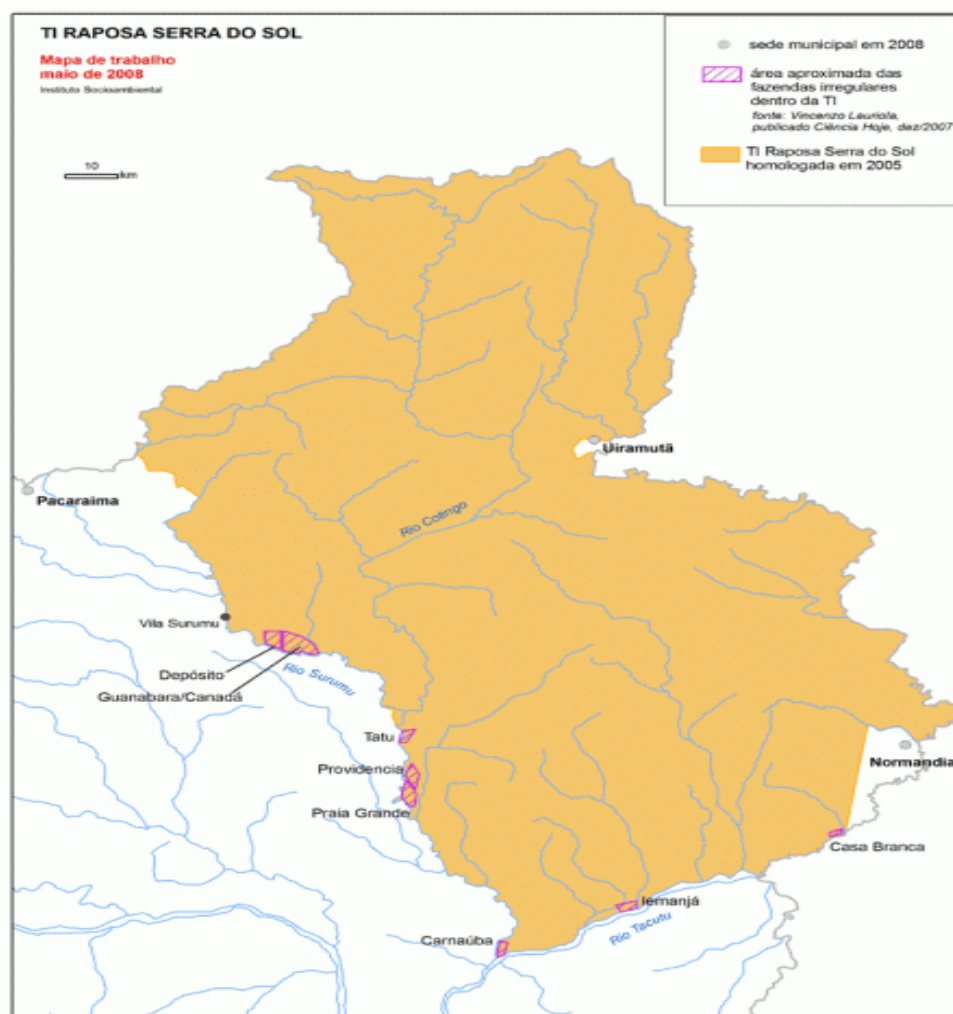 TI RAPOSA SERRA DO SOL
Mapa de trabalho
maio de 2008
Instituto Socioambiental
10
km
sede municipal em 2008
área aproximada das
fazendas irregulares
dentro da TI
fonte: Vincenzo Lauriola,
publicado Ciência Hoje, dez/2007
TI Raposa Serra do Sol
homologada em 2005
Uiramutã
Pacaraima
Rio Cotingo
Vila Surumu
Depósito
Rio Surumu
Guanabara/Canadá
Tatu
Normandia
Providencia
Praia Grande
Casa Branca
Iemanjá
Rio Tacutu
Carnaúba